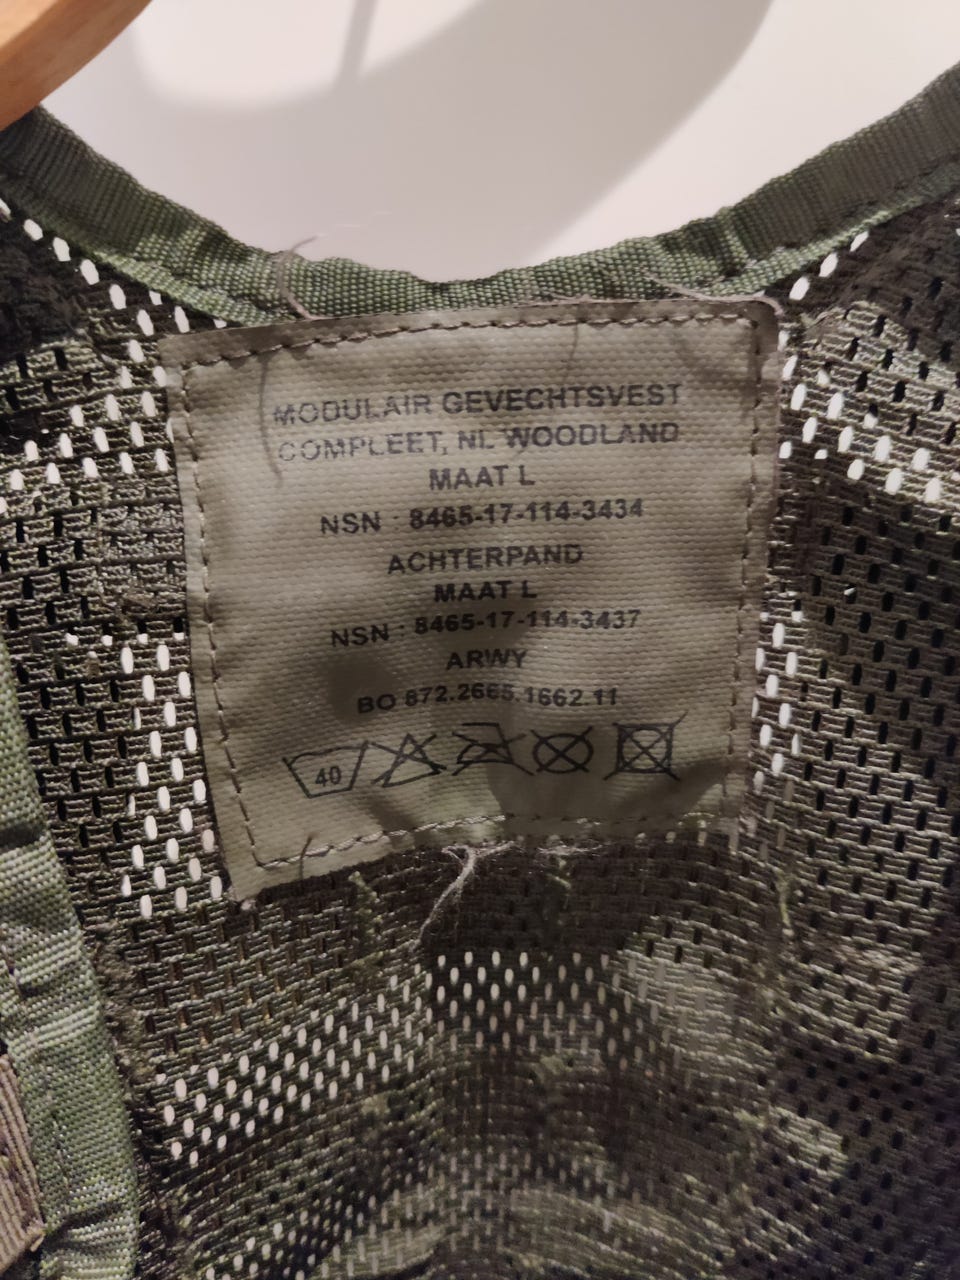 MODULAIR GEVECHTSVEST
COMPLEET, NL WOODLAND
MAAT L
NSN : 8465-17-114-3434
ACHTERPAND
MAAT L
NSN : 8465-17-114-3437
ARWY
BO 872.2665.1662.11
40